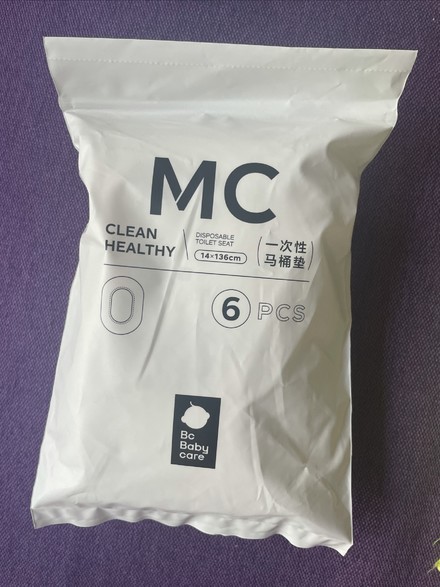 MC
CLEAN
HEALTHY
DISPOSABLE
TOILET SEAT
14×136cm
(一次性
马桶垫)
6 PCS
Bc
Baby
care